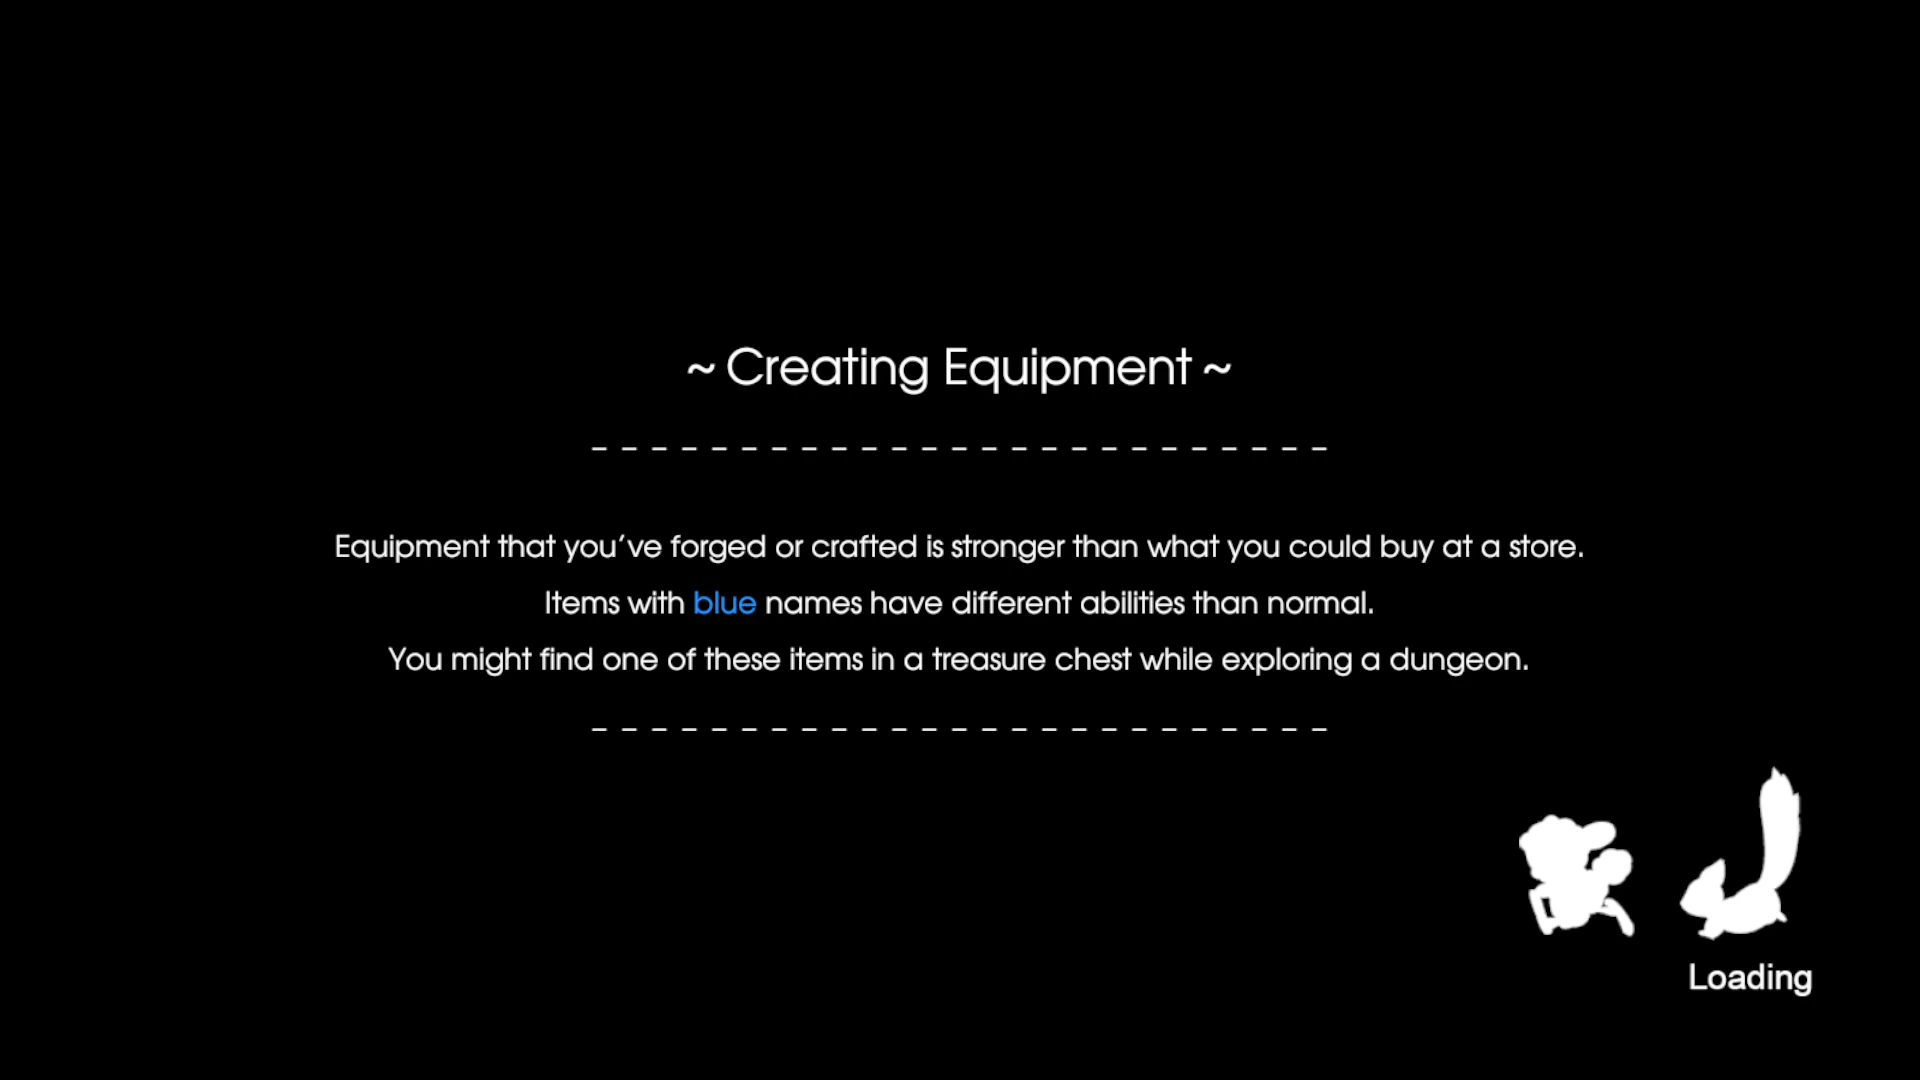 ~ Creating Equipment ~
- - - - - - - - - - - - - - - - - - - - - - - - -
Equipment that you've forged or crafted is stronger than what you could buy at a store.
Items with blue names have different abilities than normal.
You might find one of these items in a treasure chest while exploring a dungeon.
- - - - - - - - - - - - - - - - - - - - - - - - -
Loading